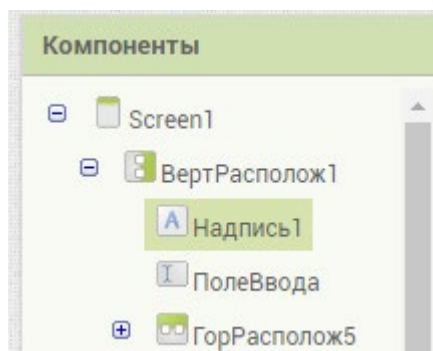 Компоненты
Screen1
ВертРасполож1
Надпись1
ПолеВвода
ГорРасполож5